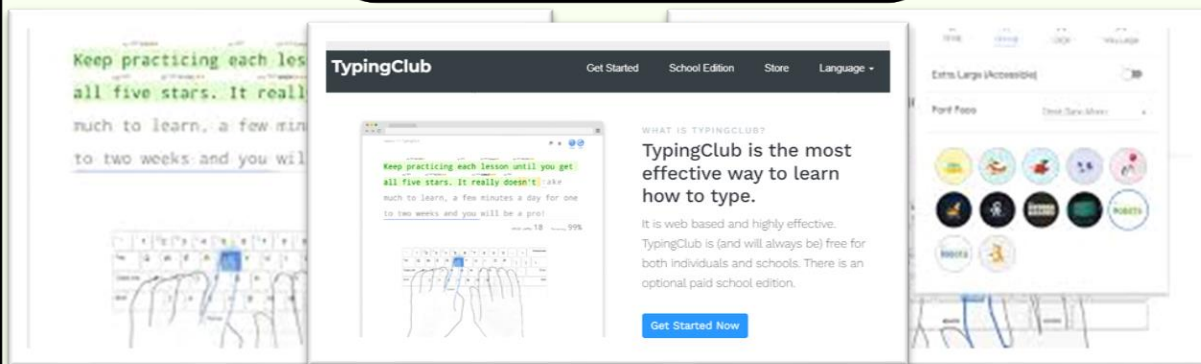 Keep practicing each les
all five stars. It reall
much to learn, a few min
to two weeks and you wil
TypingClub
Get Started
School Edition
Store
Language
Keep practicing each lesson until you get
all five stars. It really doesn't take
much to learn, a few minutes a day for one
to two weeks and you will be a pro!
18
99%
WHAT IS TYPINGCLUB?
TypingClub is the most
effective way to learn
how to type.
It is web based and highly effective.
TypingClub is (and will always be) free for
both individuals and schools. There is an
optional paid school edition.
Get Started Now
Extra Large (Accessible)
Font Face
ROBOTS
ROBOTS